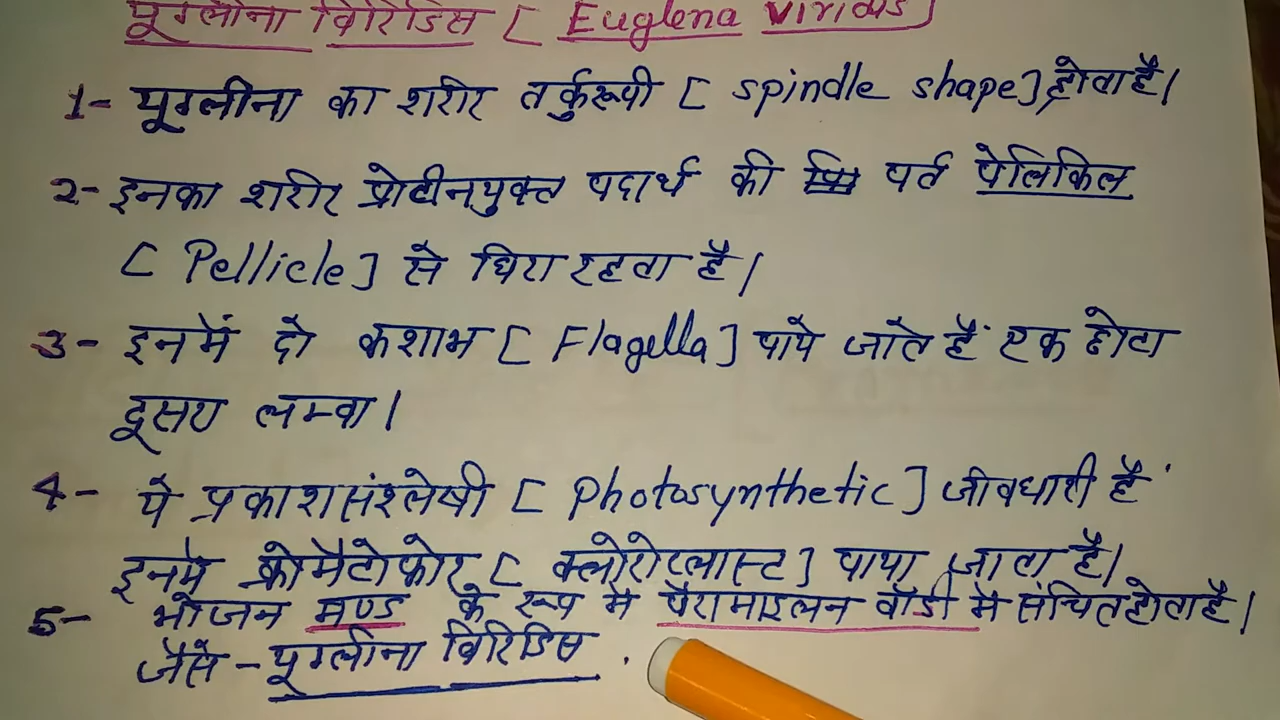 यूग्लीना विरिडिस [ Euglena viridis ]
1- यूग्लीना का शरीर तर्कुरूपी [ spindle shape] होता है।
2- इनका शरीर प्रोटीनयुक्त पदार्थ की पर्त पेलिकिल
[ Pellicle] से घिरा रहता है।
3- इनमें दो कशाभ [ Flagella] पाये जाते हैं एक छोटा
दूसरा लम्वा।
4- ये प्रकाशसंश्लेषी [ Photosynthetic] जीवधारी हैं
इनमे क्रोमैटोफोर [ क्लोरोप्लास्ट] पाया जाता है।
5- भोजन मण्ड के रूप में पैरामाइलन वॉडी में संचित होता है।
जैसे - यूग्लीना विरिडिस .